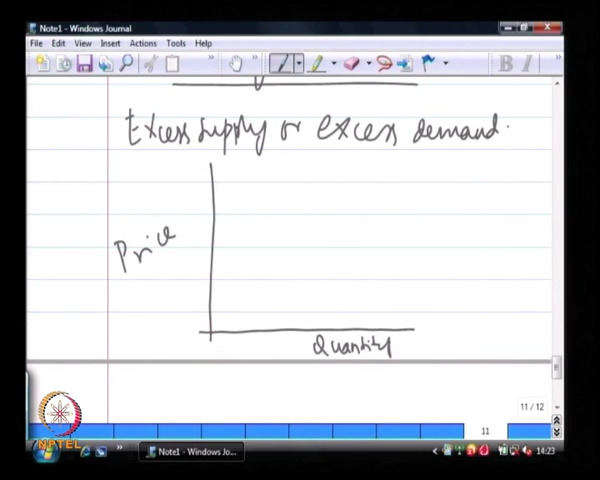 Note1 - Windows Journal
File Edit View Insert Actions Tools Help
B I
Excess supply or excess demand.
Price
Quantity
11 / 12
11
NPTEL
Note1 - Windows Jo...
14:23